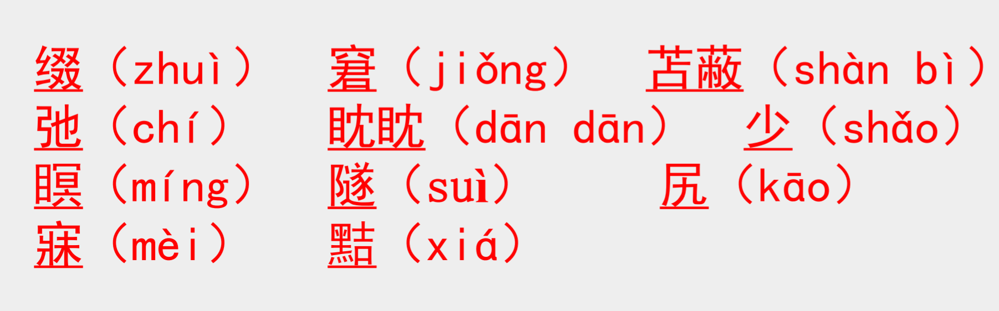 缀（zhuì） 窘（jiǒng） 苫蔽（shàn bì）
弛（chí） 眈眈（dān dān） 少（shǎo）
瞑（míng） 隧（suì） 尻（kāo）
寐（mèi） 黠（xiá）